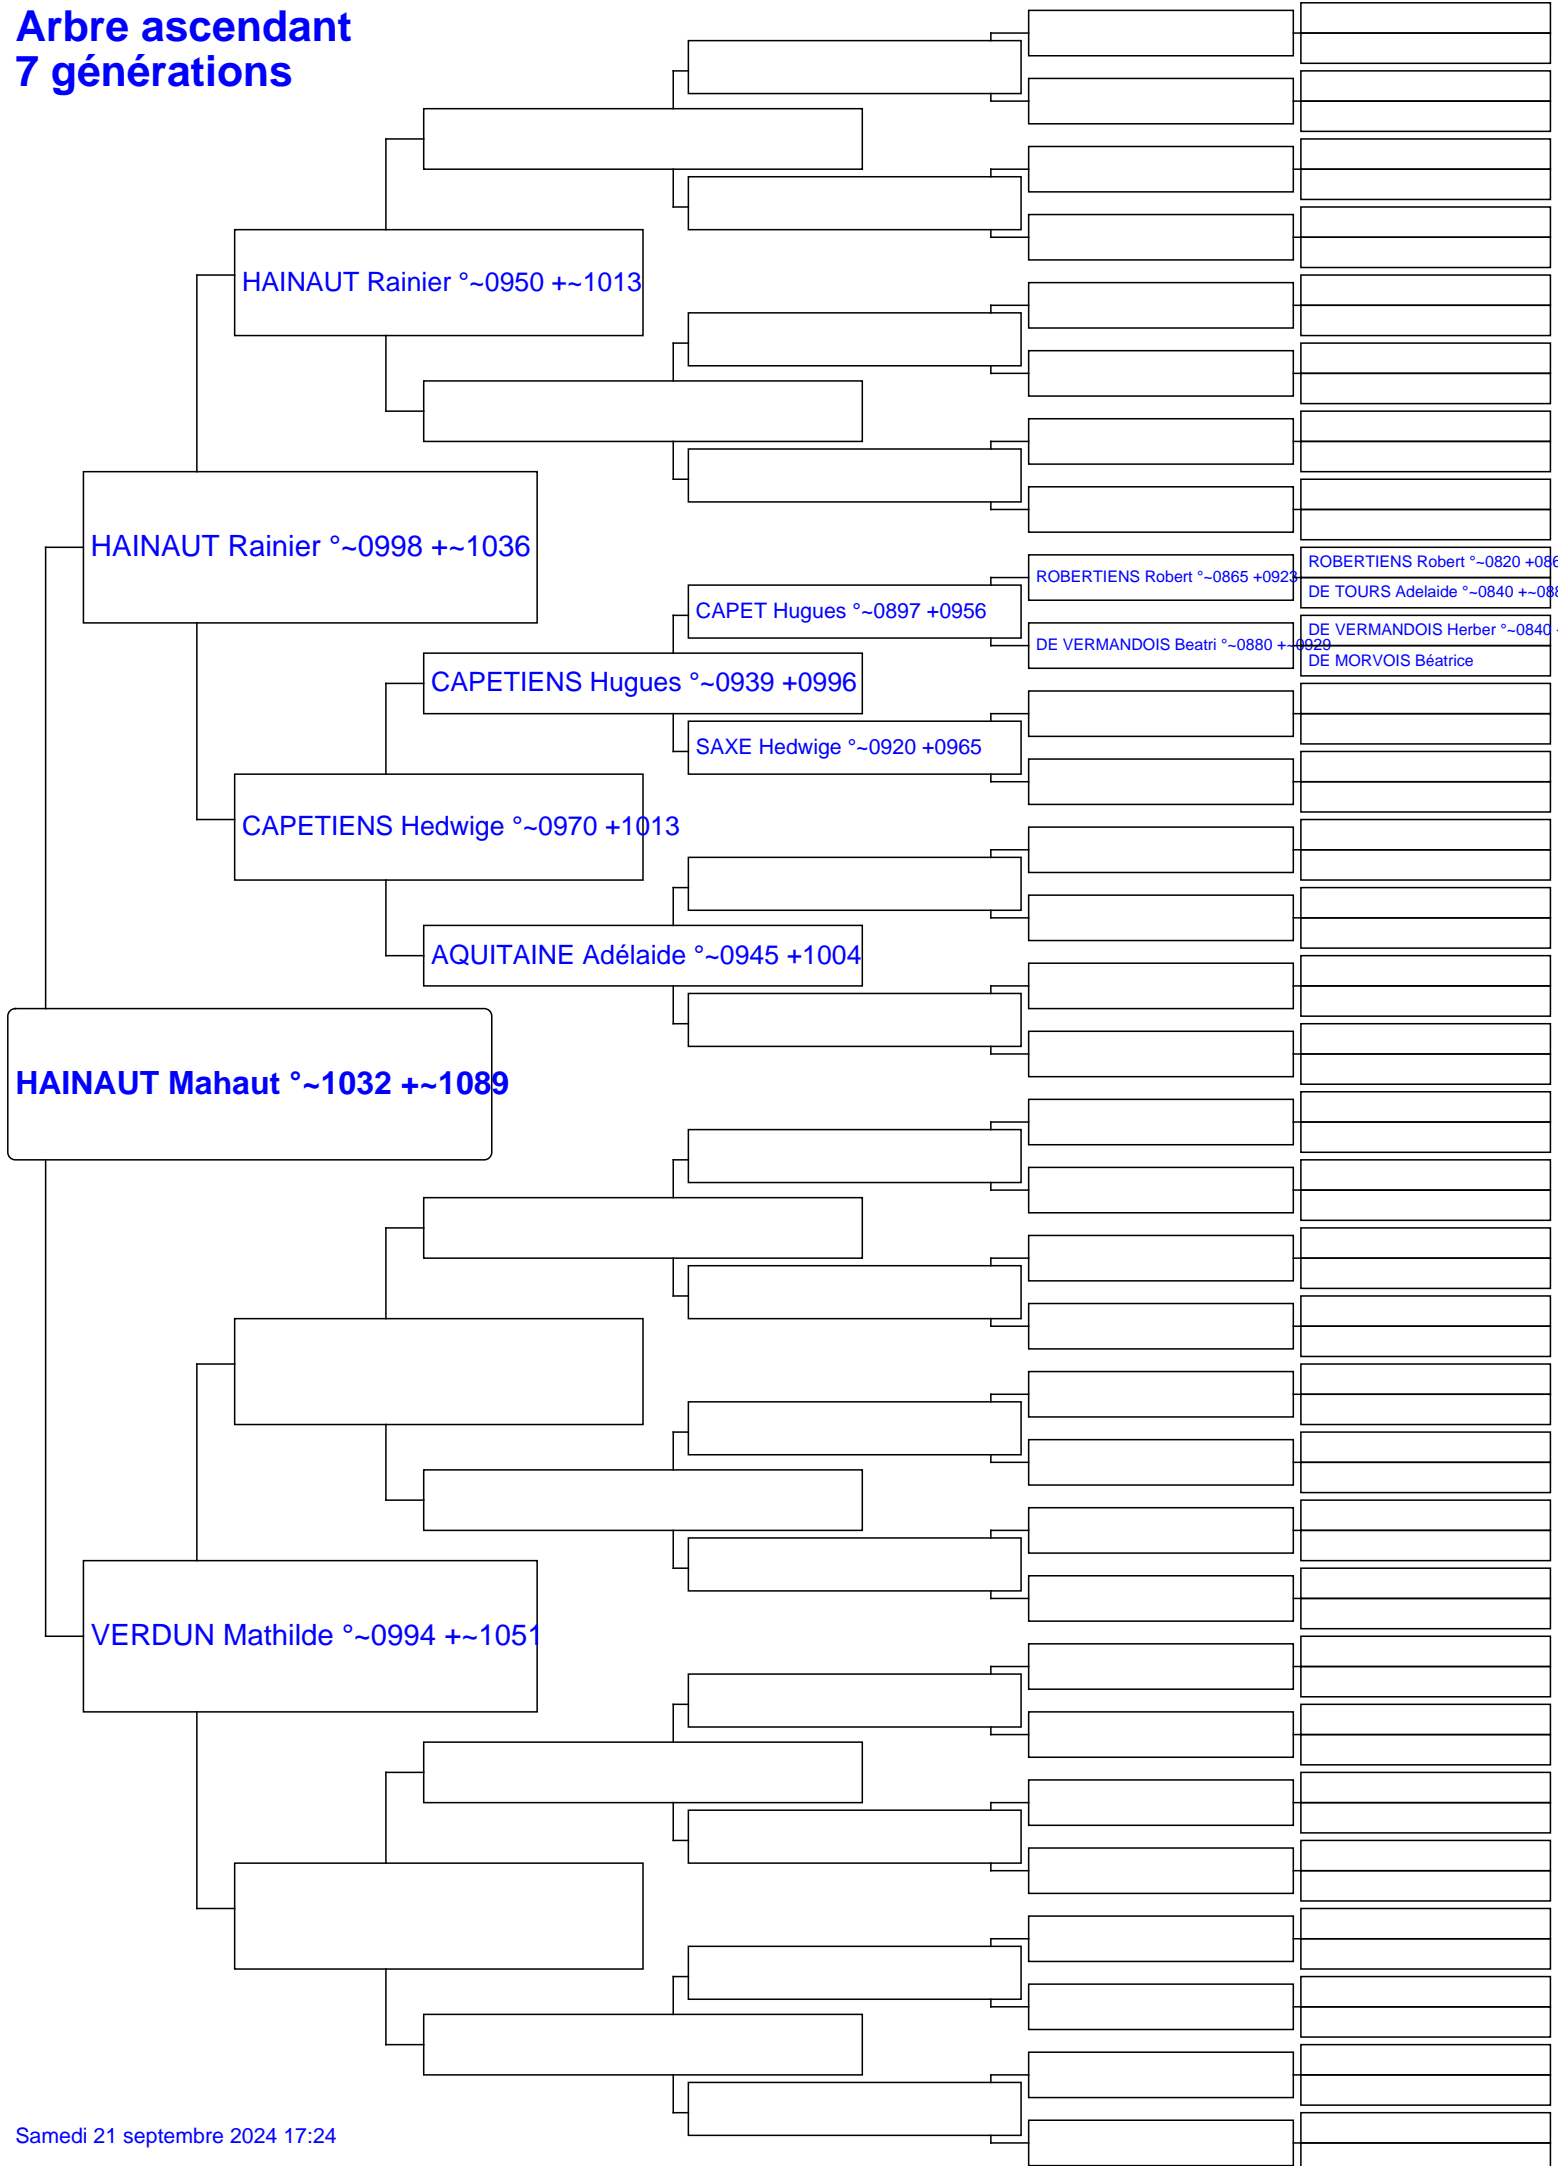 Arbre ascendant
7 générations
HAINAUT Rainier °~0950 +~1013
HAINAUT Rainier °~0998 +~1036
ROBERTIENS Robert °~0820 +086
ROBERTIENS Robert °~0865 +0923
DE TOURS Adelaide °~0840 +~088
CAPET Hugues °~0897 +0956
DE VERMANDOIS Herber °~0840
DE VERMANDOIS Beatri °~0880 +~0929
DE MORVOIS Béatrice
CAPETIENS Hugues °~0939 +0996
SAXE Hedwige °~0920 +0965
CAPETIENS Hedwige °~0970 +1013
AQUITAINE Adélaide °~0945 +1004
HAINAUT Mahaut °~1032 +~1089
VERDUN Mathilde °~0994 +~1051
Samedi 21 septembre 2024 17:24